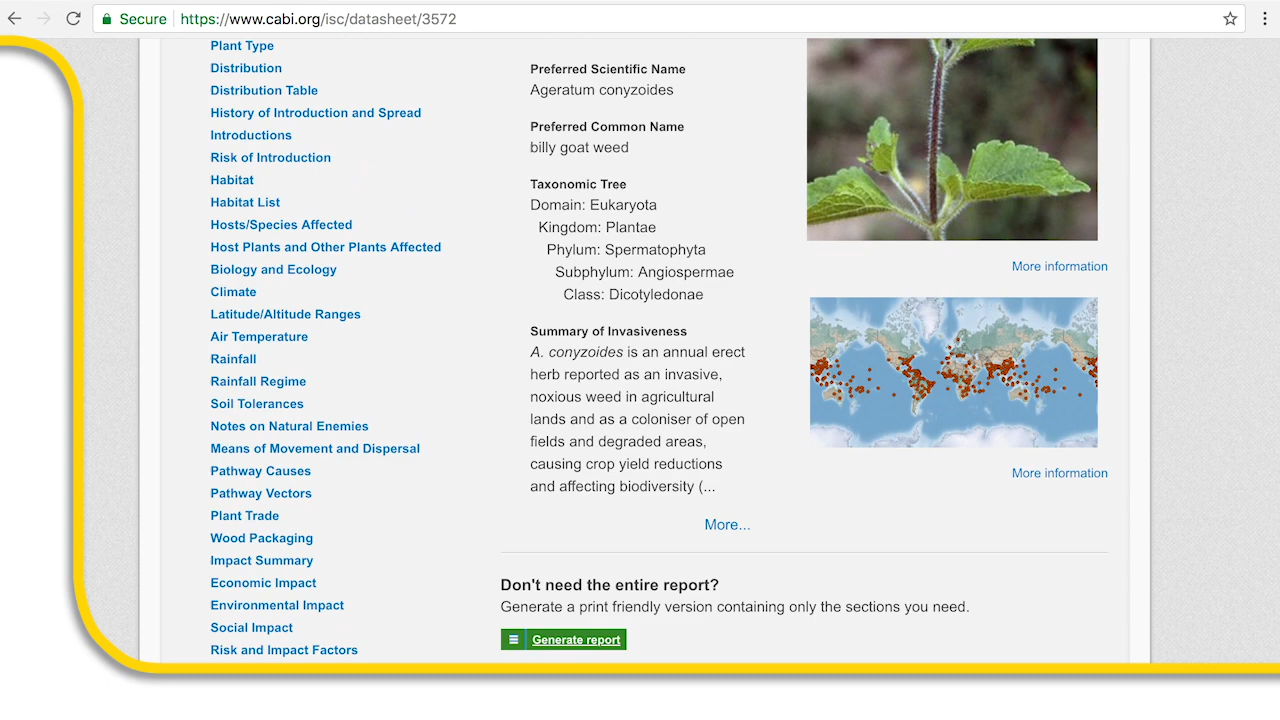 Secure https://www.cabi.org/isc/datasheet/3572
Plant Type
Distribution
Distribution Table
History of Introduction and Spread
Introductions
Risk of Introduction
Habitat
Habitat List
Hosts/Species Affected
Host Plants and Other Plants Affected
Biology and Ecology
Climate
Latitude/Altitude Ranges
Air Temperature
Rainfall
Rainfall Regime
Soil Tolerances
Notes on Natural Enemies
Means of Movement and Dispersal
Pathway Causes
Pathway Vectors
Plant Trade
Wood Packaging
Impact Summary
Economic Impact
Environmental Impact
Social Impact
Risk and Impact Factors
Preferred Scientific Name
Ageratum conyzoides
Preferred Common Name
billy goat weed
Taxonomic Tree
Domain: Eukaryota
Kingdom: Plantae
Phylum: Spermatophyta
Subphylum: Angiospermae
Class: Dicotyledonae
Summary of Invasiveness
A. conyzoides is an annual erect
herb reported as an invasive,
noxious weed in agricultural
lands and as a coloniser of open
fields and degraded areas,
causing crop yield reductions
and affecting biodiversity (...
More...
More information
More information
Don't need the entire report?
Generate a print friendly version containing only the sections you need.
Generate report